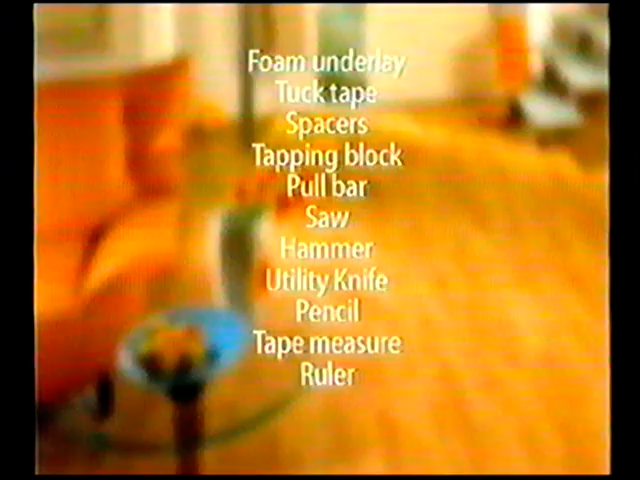 Foam underlay
Tuck tape
Spacers
Tapping block
Pull bar
Saw
Hammer
Utility Knife
Pencil
Tape measure
Ruler